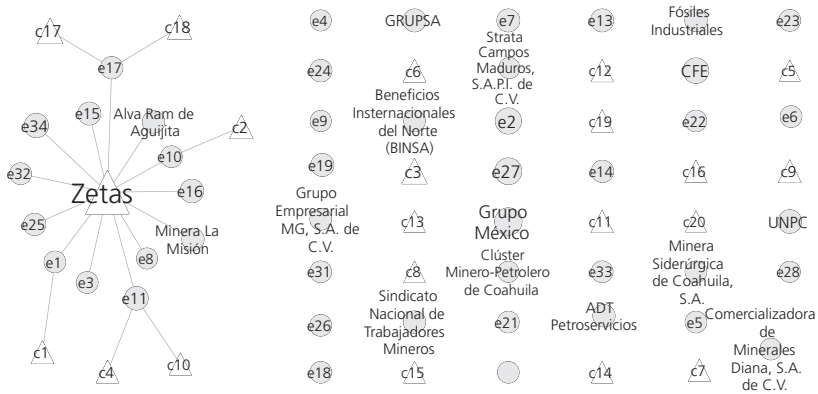 c17
c18
e17
e15
Alva Ram de
Aguijita
e34
c2
e10
e32
Zetas
e16
e25
Minera La
Misión
e1
e8
e3
e11
c1
c4
c10
e4
GRUPSA
e7
e13
Fósiles
Industriales
e23
e24
c6
Strata
Campos
Maduros,
S.A.P.I. de
C.V.
c12
CFE
c5
e9
Beneficios
Insternacionales
del Norte
(BINSA)
e2
c19
e22
e6
e19
c3
e27
e14
c16
c9
Grupo
Empresarial
MG, S.A. de
C.V.
c13
Grupo
México
c11
c20
UNPC
e31
c8
Clúster
Minero-Petrolero
de Coahuila
e33
Minera
Siderúrgica
de Coahuila,
S.A.
e28
e26
Sindicato
Nacional de
Trabajadores
Mineros
e21
ADT
Petroservicios
e5
Comercializadora
de
Minerales
Diana, S.A.
de C.V.
e18
c15
c14
c7